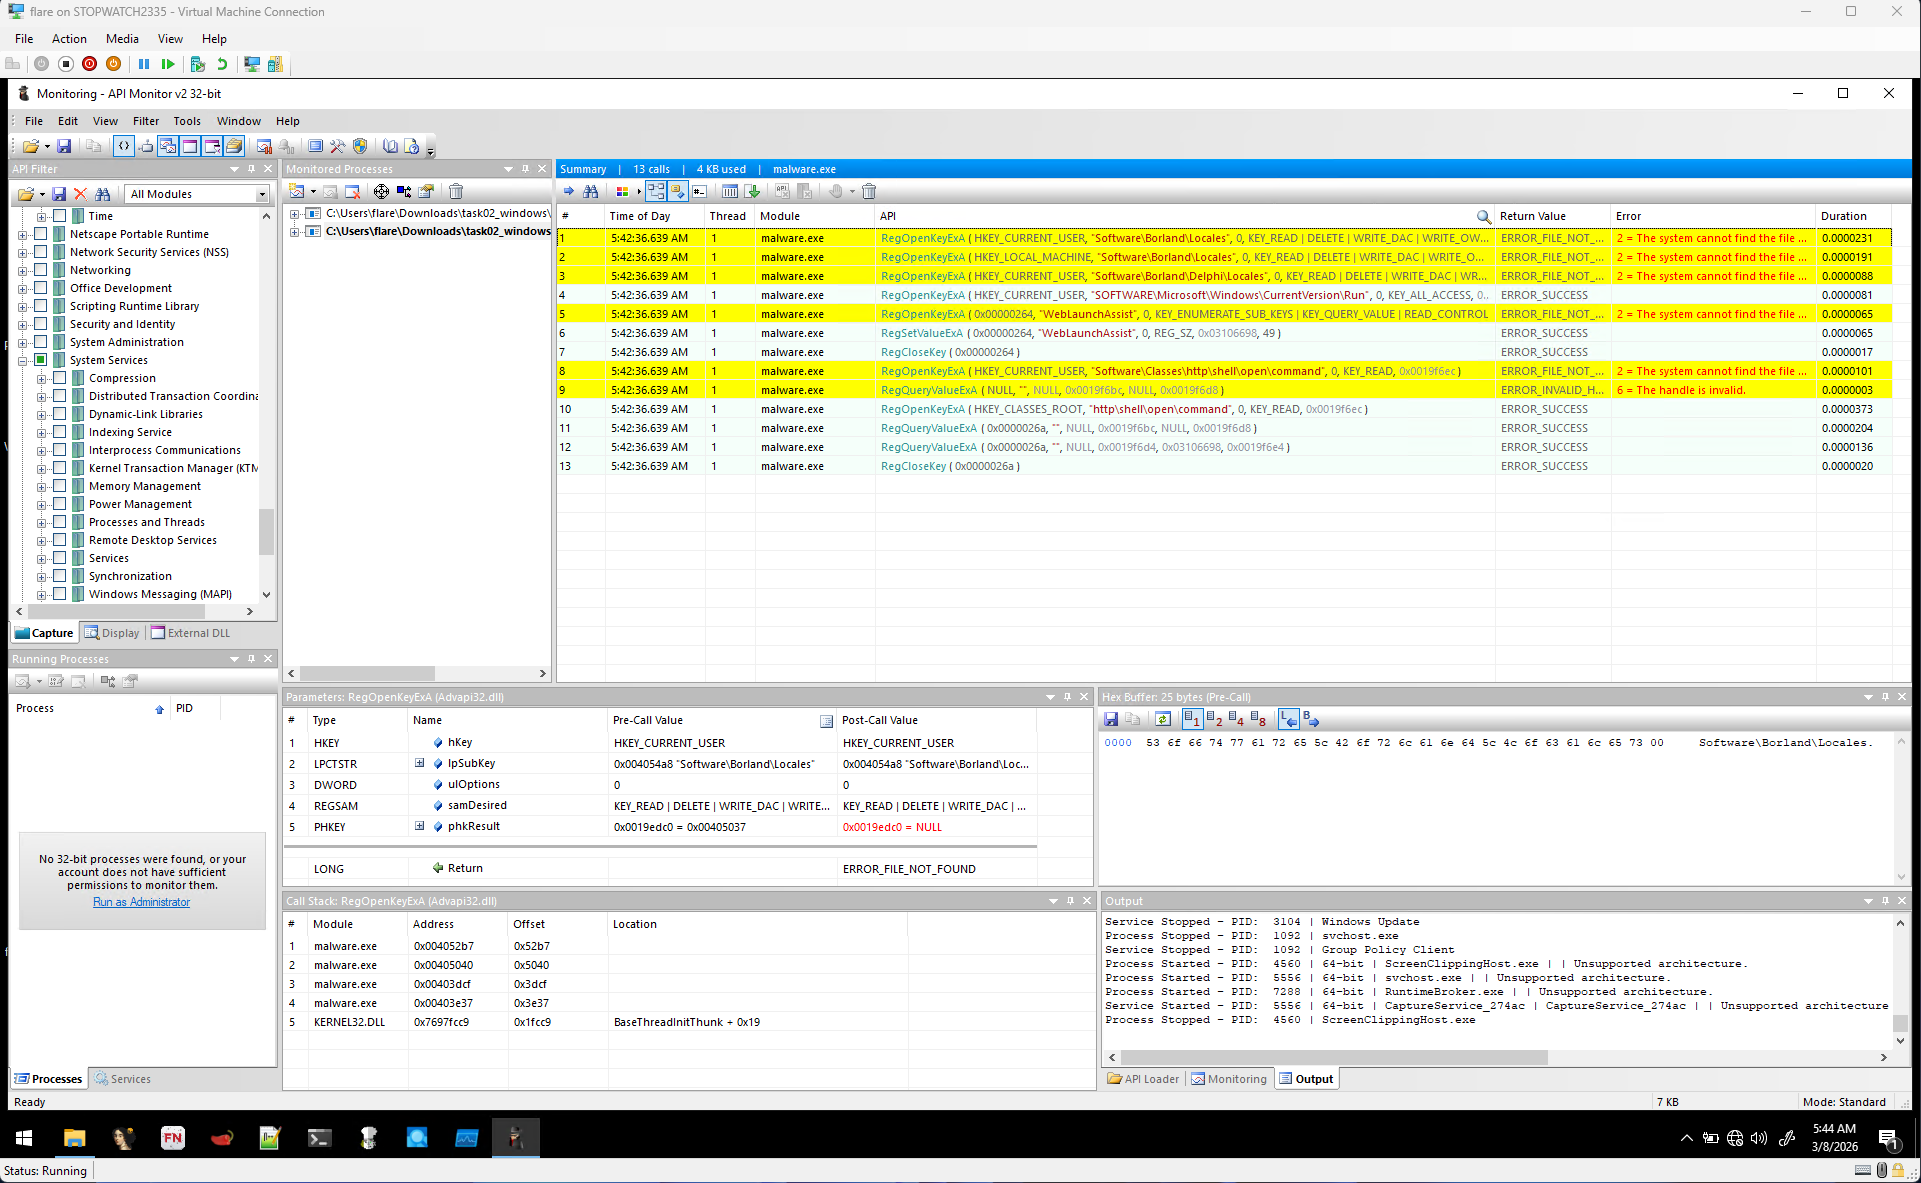 flare on STOPWATCH2335 - Virtual Machine Connection
File Action Media View Help
Monitoring - API Monitor v2 32-bit
File Edit View Filter Tools Window Help
API Filter
All Modules
Time
Netscape Portable Runtime
Network Security Services (NSS)
Networking
Office Development
Scripting Runtime Library
Security and Identity
System Administration
System Services
Compression
Distributed Transaction Coordina
Dynamic-Link Libraries
Indexing Service
Interprocess Communications
Kernel Transaction Manager (KTM
Memory Management
Power Management
Processes and Threads
Remote Desktop Services
Services
Synchronization
Windows Messaging (MAPI)
Capture Display External DLL
Monitored Processes
C:\Users\flare\Downloads\task02_windows\
C:\Users\flare\Downloads\task02_windows
Summary | 13 calls | 4 KB used | malware.exe
# Time of Day Thread Module API Return Value Error Duration
1 5:42:36.639 AM 1 malware.exe RegOpenKeyExA ( HKEY_CURRENT_USER, "Software\Borland\Locales", 0, KEY_READ | DELETE | WRITE_DAC | WRITE_OW... ERROR_FILE_NOT_... 2 = The system cannot find the file ... 0.0000231
2 5:42:36.639 AM 1 malware.exe RegOpenKeyExA ( HKEY_LOCAL_MACHINE, "Software\Borland\Locales", 0, KEY_READ | DELETE | WRITE_DAC | WRITE_O... ERROR_FILE_NOT_... 2 = The system cannot find the file ... 0.0000191
3 5:42:36.639 AM 1 malware.exe RegOpenKeyExA ( HKEY_CURRENT_USER, "Software\Borland\Delphi\Locales", 0, KEY_READ | DELETE | WRITE_DAC | WR... ERROR_FILE_NOT_... 2 = The system cannot find the file ... 0.0000088
4 5:42:36.639 AM 1 malware.exe RegOpenKeyExA ( HKEY_CURRENT_USER, "SOFTWARE\Microsoft\Windows\CurrentVersion\Run", 0, KEY_ALL_ACCESS, 0.. ERROR_SUCCESS 0.0000081
5 5:42:36.639 AM 1 malware.exe RegOpenKeyExA ( 0x00000264, "WebLaunchAssist", 0, KEY_ENUMERATE_SUB_KEYS | KEY_QUERY_VALUE | READ_CONTROL ERROR_FILE_NOT_... 2 = The system cannot find the file ... 0.0000065
6 5:42:36.639 AM 1 malware.exe RegSetValueExA ( 0x00000264, "WebLaunchAssist", 0, REG_SZ, 0x03106698, 49 ) ERROR_SUCCESS 0.0000065
7 5:42:36.639 AM 1 malware.exe RegCloseKey ( 0x00000264 ) ERROR_SUCCESS 0.0000017
8 5:42:36.639 AM 1 malware.exe RegOpenKeyExA ( HKEY_CURRENT_USER, "Software\Classes\http\shell\open\command", 0, KEY_READ, 0x0019f6ec ) ERROR_FILE_NOT_... 2 = The system cannot find the file ... 0.0000101
9 5:42:36.639 AM 1 malware.exe RegQueryValueExA ( NULL, "", NULL, 0x0019f6bc, NULL, 0x0019f6d8 ) ERROR_INVALID_H... 6 = The handle is invalid. 0.0000003
10 5:42:36.639 AM 1 malware.exe RegOpenKeyExA ( HKEY_CLASSES_ROOT, "http\shell\open\command", 0, KEY_READ, 0x0019f6ec ) ERROR_SUCCESS 0.0000373
11 5:42:36.639 AM 1 malware.exe RegQueryValueExA ( 0x0000026a, "", NULL, 0x0019f6bc, NULL, 0x0019f6d8 ) ERROR_SUCCESS 0.0000204
12 5:42:36.639 AM 1 malware.exe RegQueryValueExA ( 0x0000026a, "", NULL, 0x0019f6d4, 0x03106698, 0x0019f6e4 ) ERROR_SUCCESS 0.0000136
13 5:42:36.639 AM 1 malware.exe RegCloseKey ( 0x0000026a ) ERROR_SUCCESS 0.0000020
Running Processes
Process PID
No 32-bit processes were found, or your
account does not have sufficient
permissions to monitor them.
Run as Administrator
Processes Services
Parameters: RegOpenKeyExA (Advapi32.dll)
# Type Name Pre-Call Value Post-Call Value
1 HKEY hKey HKEY_CURRENT_USER HKEY_CURRENT_USER
2 LPCTSTR lpSubKey 0x004054a8 "Software\Borland\Locales" 0x004054a8 "Software\Borland\Loc...
3 DWORD ulOptions 0 0
4 REGSAM samDesired KEY_READ | DELETE | WRITE_DAC | WRITE... KEY_READ | DELETE | WRITE_DAC | ...
5 PHKEY phkResult 0x0019edc0 = 0x00405037 0x0019edc0 = NULL
LONG Return ERROR_FILE_NOT_FOUND
Hex Buffer: 25 bytes (Pre-Call)
1 2 4 8 L B
0000 53 6f 66 74 77 61 72 65 5c 42 6f 72 6c 61 6e 64 5c 4c 6f 63 61 6c 65 73 00 Software\Borland\Locales.
Call Stack: RegOpenKeyExA (Advapi32.dll)
# Module Address Offset Location
1 malware.exe 0x004052b7 0x52b7
2 malware.exe 0x00405040 0x5040
3 malware.exe 0x00403dcf 0x3dcf
4 malware.exe 0x00403e37 0x3e37
5 KERNEL32.DLL 0x7697fcc9 0x1fcc9 BaseThreadInitThunk + 0x19
Output
Service Stopped - PID: 3104 | Windows Update
Process Stopped - PID: 1092 | svchost.exe
Service Stopped - PID: 1092 | Group Policy Client
Process Started - PID: 4560 | 64-bit | ScreenClippingHost.exe | | Unsupported architecture.
Process Started - PID: 5556 | 64-bit | svchost.exe | | Unsupported architecture.
Process Started - PID: 7288 | 64-bit | RuntimeBroker.exe | | Unsupported architecture.
Service Started - PID: 5556 | 64-bit | CaptureService_274ac | CaptureService_274ac | | Unsupported architecture
Process Stopped - PID: 4560 | ScreenClippingHost.exe
API Loader Monitoring Output
Ready 7 KB Mode: Standard
FN
5:44 AM
3/8/2026
1
Status: Running